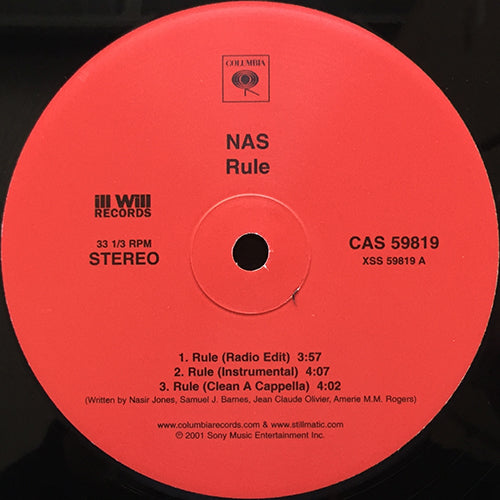 COLUMBIA
NAS
Rule
ill Will
RECORDS
33 1/3 RPM
STEREO
CAS 59819
XSS 59819 A
1. Rule (Radio Edit) 3:57
2. Rule (Instrumental) 4:07
3. Rule (Clean A Cappella) 4:02
(Written by Nasir Jones, Samuel J. Barnes, Jean Claude Olivier, Amerie M.M. Rogers)
www.columbiarecords.com & www.stillmatic.com
℗ 2001 Sony Music Entertainment Inc.